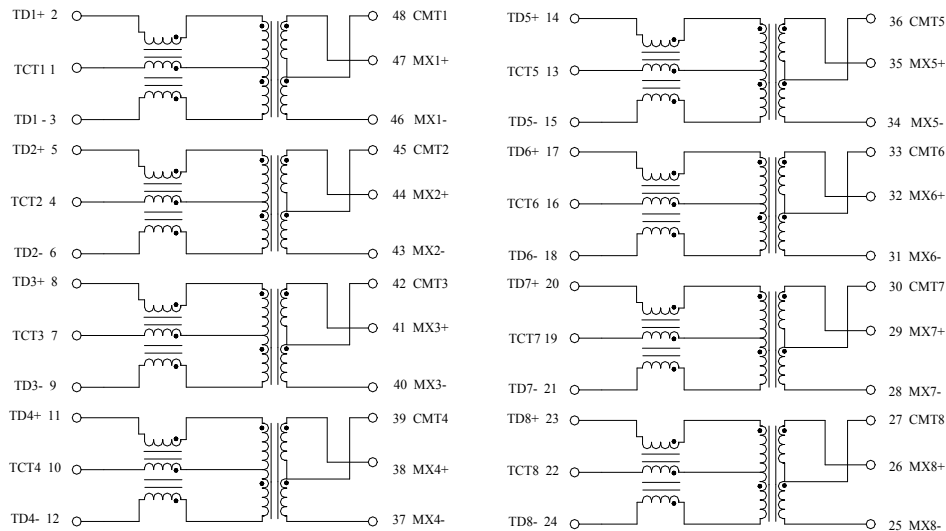 TD1+ 2
48 CMT1
TCT1 1
47 MX1+
TD1 - 3
46 MX1-
TD2+ 5
45 CMT2
TCT2 4
44 MX2+
TD2- 6
43 MX2-
TD3+ 8
42 CMT3
TCT3 7
41 MX3+
TD3- 9
40 MX3-
TD4+ 11
39 CMT4
TCT4 10
38 MX4+
TD4- 12
37 MX4-
TD5+ 14
36 CMT5
TCT5 13
35 MX5+
TD5- 15
34 MX5-
TD6+ 17
33 CMT6
TCT6 16
32 MX6+
TD6- 18
31 MX6-
TD7+ 20
30 CMT7
TCT7 19
29 MX7+
TD7- 21
28 MX7-
TD8+ 23
27 CMT8
TCT8 22
26 MX8+
TD8- 24
25 MX8-